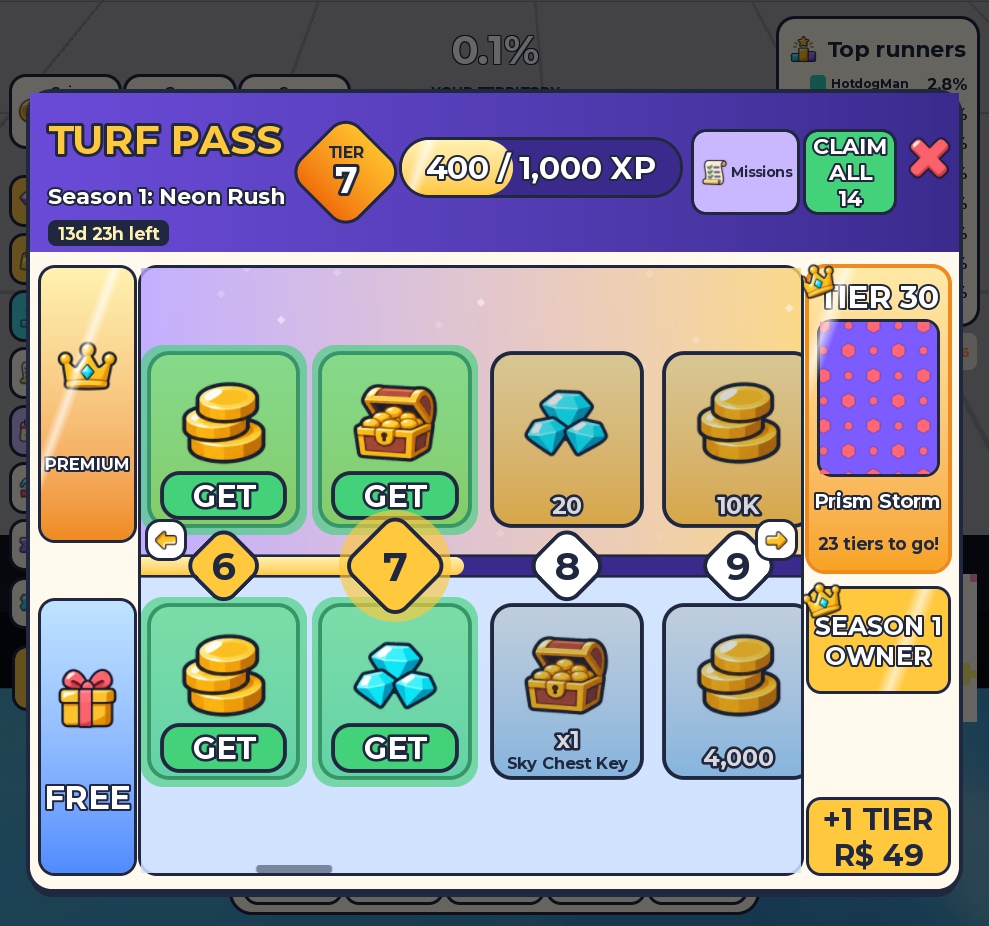 0.1%
Top runners
HotdogMan 2.8%
TURF PASS
Season 1: Neon Rush
13d 23h left
TIER
7
400 / 1,000 XP
Missions
CLAIM
ALL
14
PREMIUM
GET
GET
20
10K
TIER 30
Prism Storm
23 tiers to go!
6
7
8
9
SEASON 1
OWNER
GET
GET
x1
Sky Chest Key
4,000
FREE
+1 TIER
R$ 49